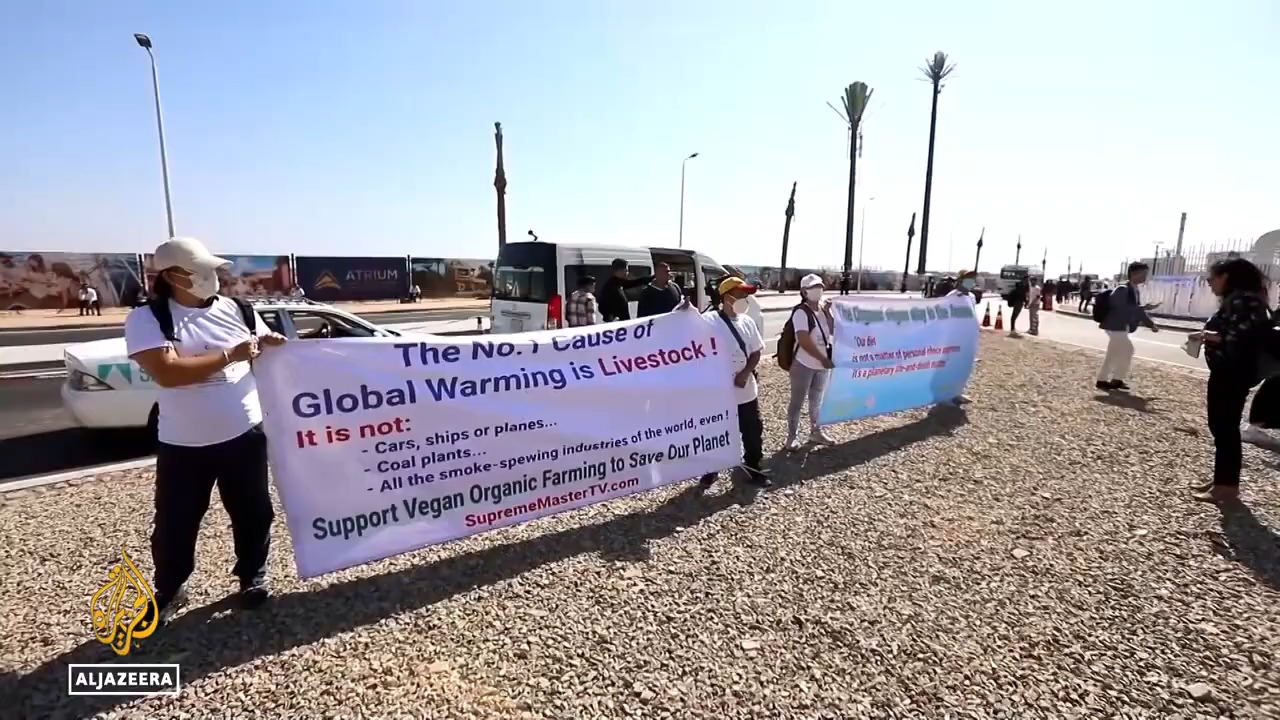 ATRIUM
The No. 1 Cause of
Global Warming is Livestock !
It is not:
- Cars, ships or planes...
- Coal plants...
- All the smoke-spewing industries of the world, even !
Support Vegan Organic Farming to Save Our Planet
SupremeMasterTV.com
is not a matter of personal choice anymore
It's a planetary life-and-death matter
الجزيرة
ALJAZEERA